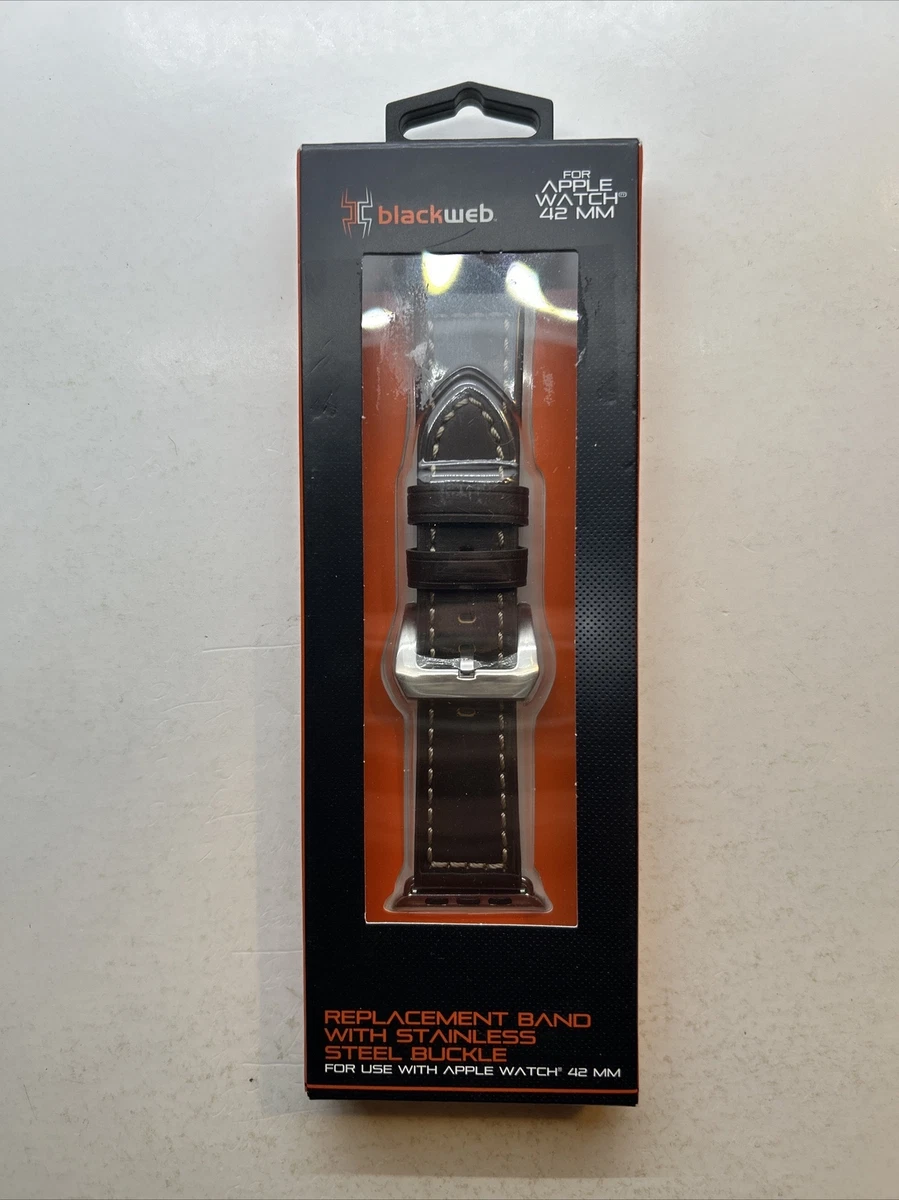 blackweb
FOR
APPLE
WATCH
42 MM
REPLACEMENT BAND
WITH STAINLESS
STEEL BUCKLE
FOR USE WITH APPLE WATCH® 42 MM